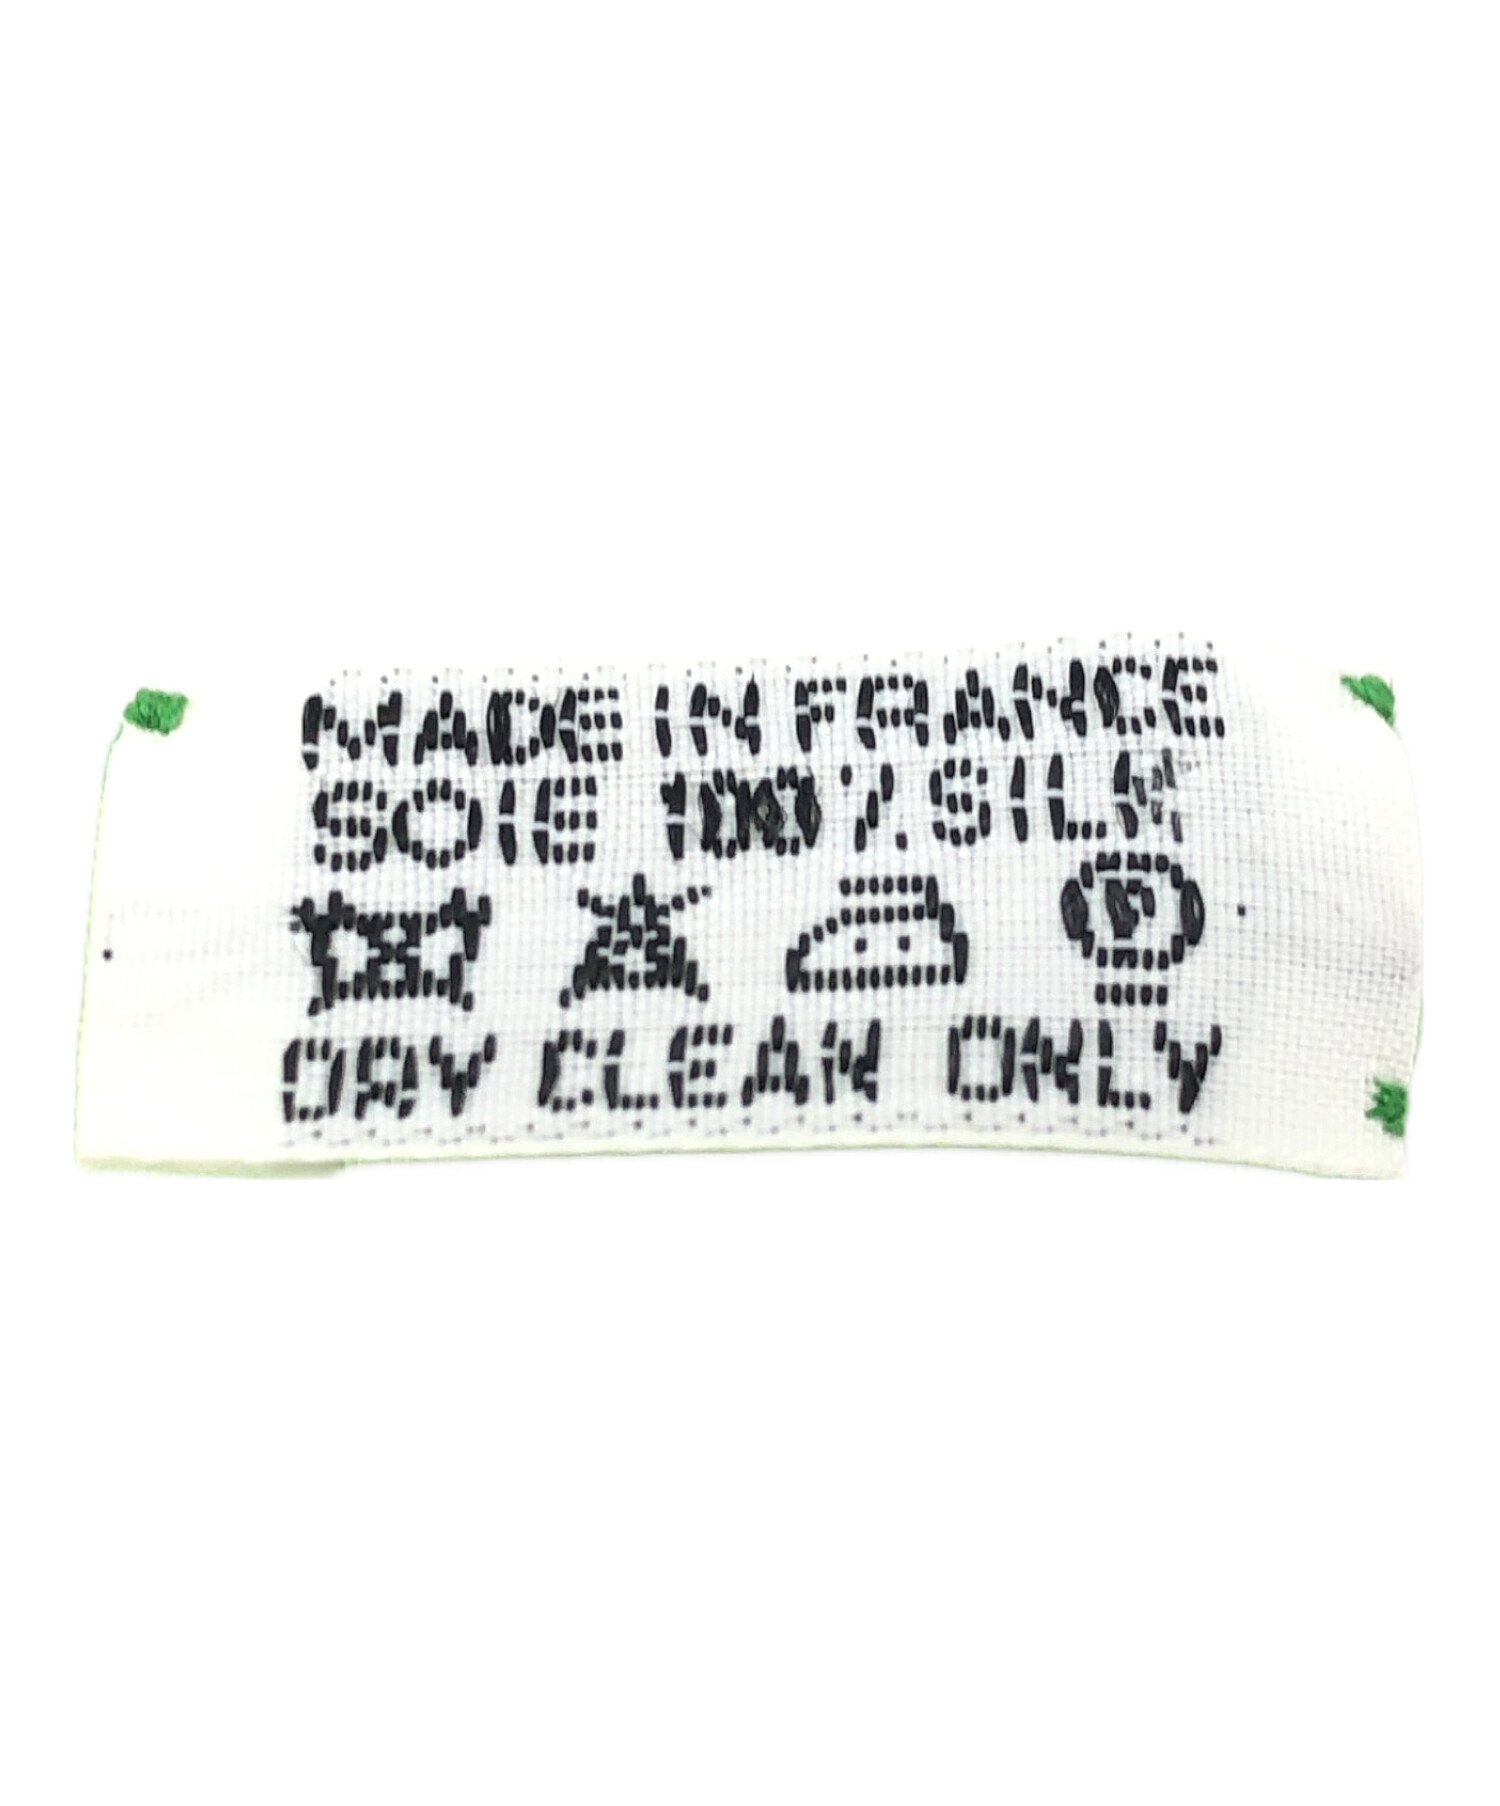 MADE IN FRANCE
SOIE 100% SILK
P
DRY CLEAN ONLY